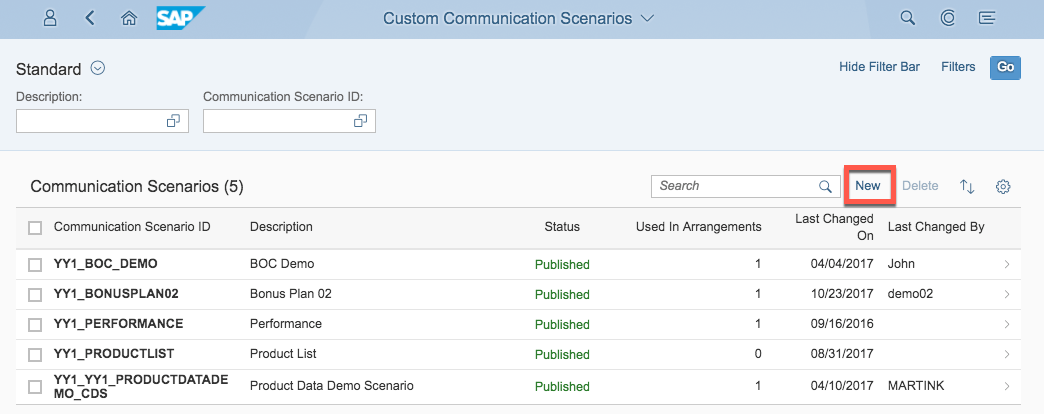 SAP Custom Communication Scenarios
Standard Hide Filter Bar Filters Go
Description: Communication Scenario ID:
Communication Scenarios (5) Search New Delete
Communication Scenario ID Description Status Used In Arrangements Last Changed On Last Changed By
YY1_BOC_DEMO BOC Demo Published 1 04/04/2017 John
YY1_BONUSPLAN02 Bonus Plan 02 Published 1 10/23/2017 demo02
YY1_PERFORMANCE Performance Published 1 09/16/2016
YY1_PRODUCTLIST Product List Published 0 08/31/2017
YY1_YY1_PRODUCTDATADE
MO_CDS Product Data Demo Scenario Published 1 04/10/2017 MARTINK